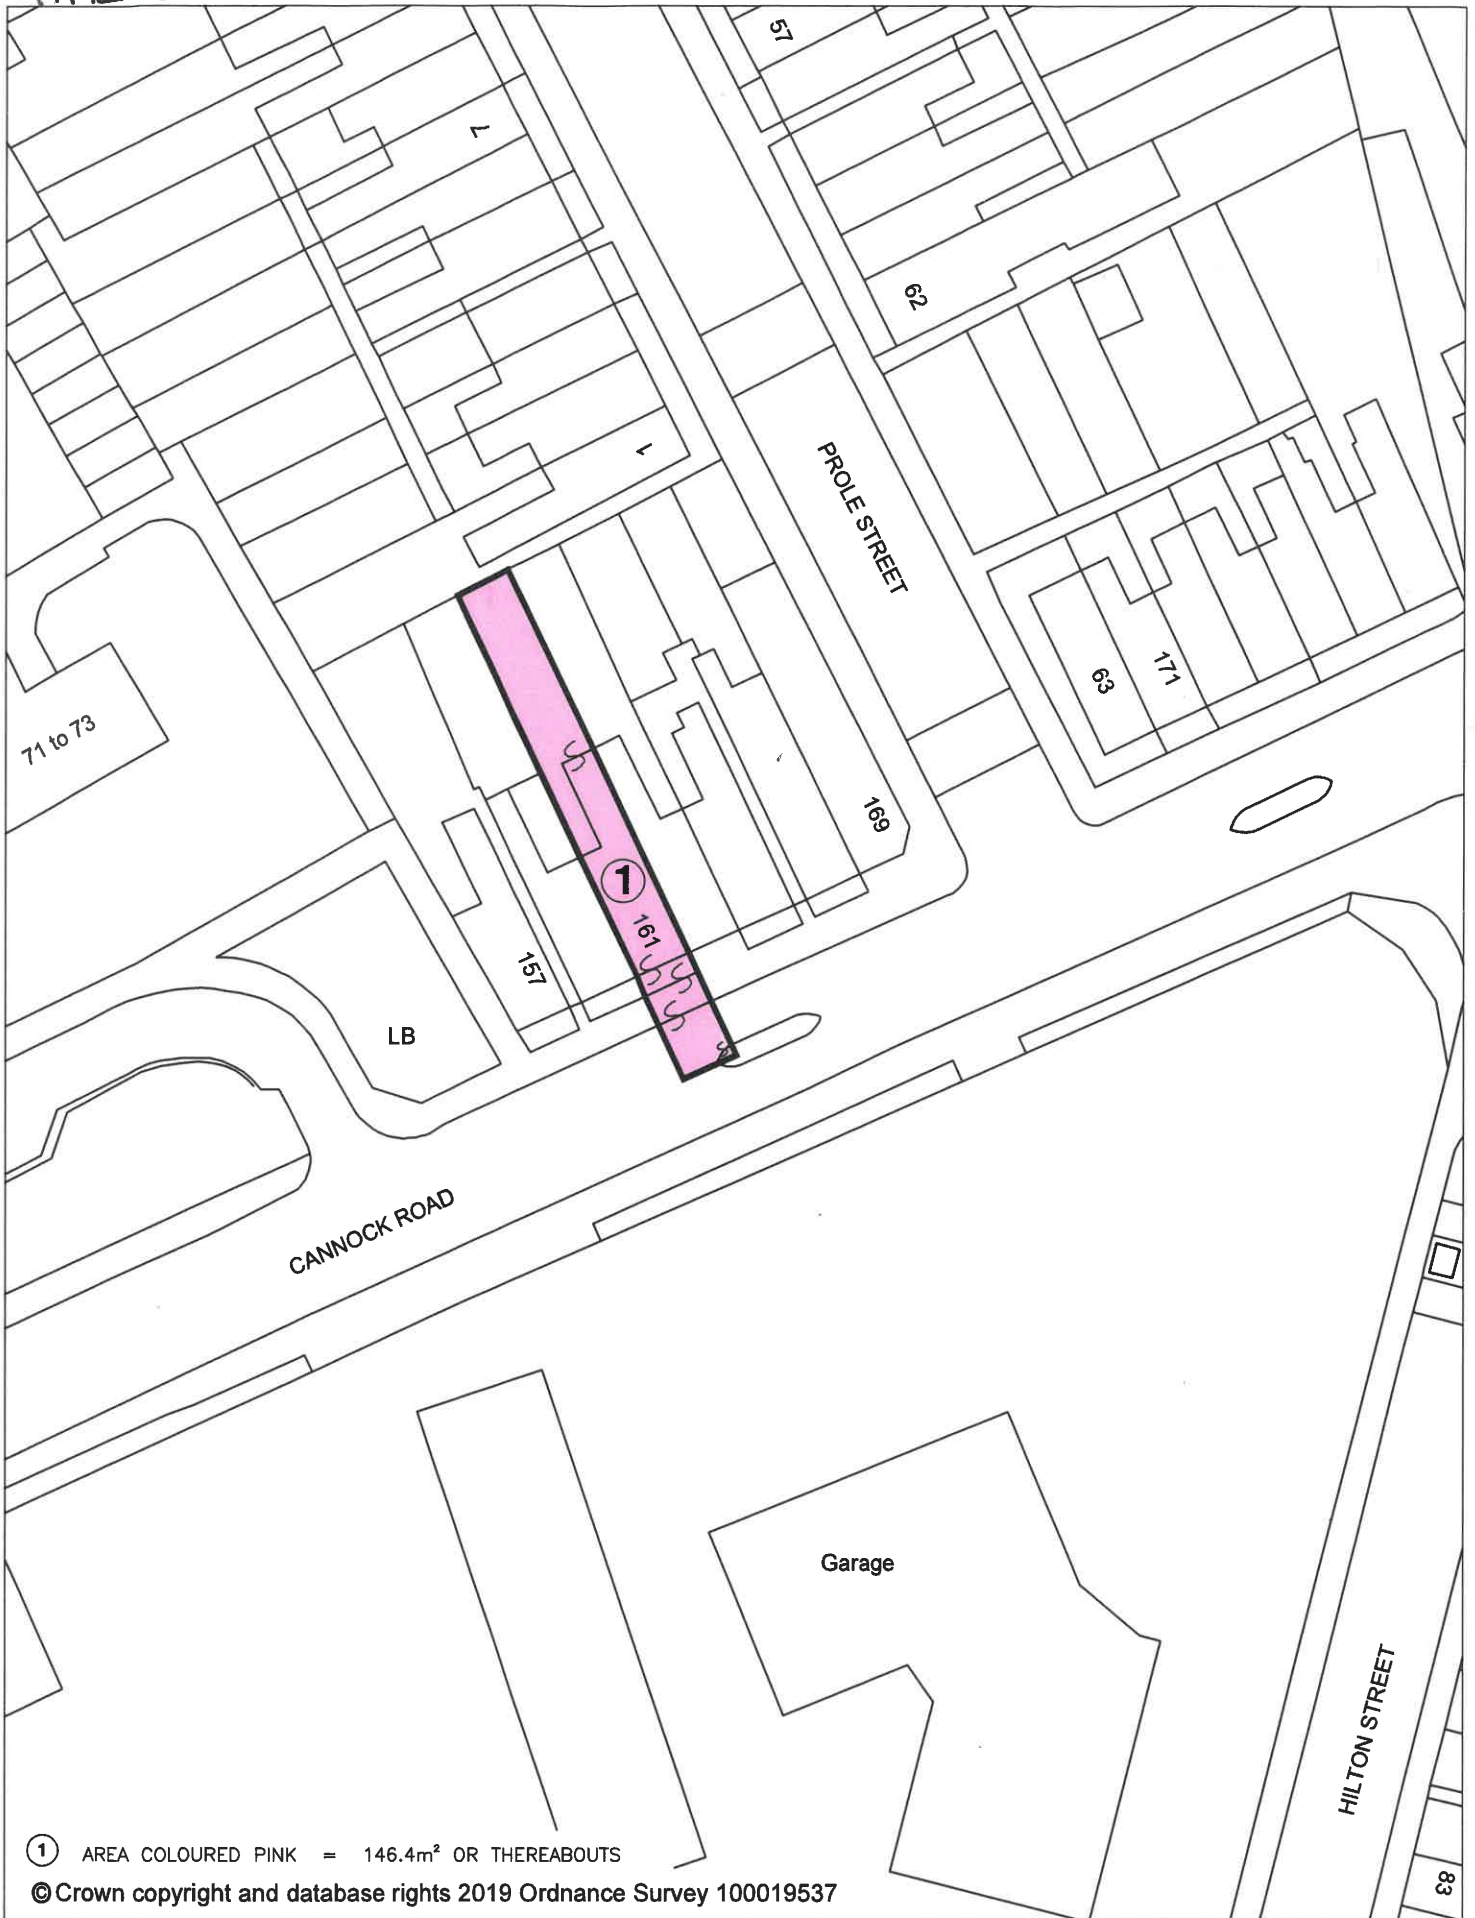 57
7
62
1
PROLE STREET
63
171
71 to 73
169
1
161
157
LB
CANNOCK ROAD
Garage
HILTON STREET
83
1 AREA COLOURED PINK = 146.4m² OR THEREABOUTS
© Crown copyright and database rights 2019 Ordnance Survey 100019537